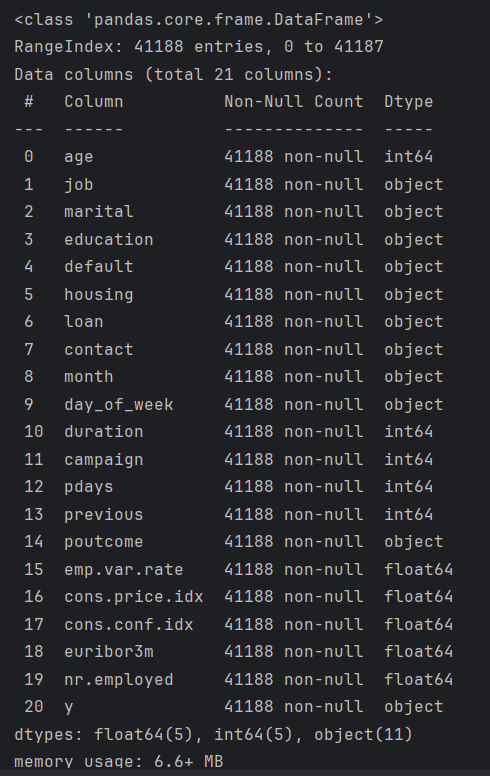 <class 'pandas.core.frame.DataFrame'>
RangeIndex: 41188 entries, 0 to 41187
Data columns (total 21 columns):
 #   Column          Non-Null Count  Dtype
---  ------          --------------  -----
 0   age             41188 non-null  int64
 1   job             41188 non-null  object
 2   marital         41188 non-null  object
 3   education       41188 non-null  object
 4   default         41188 non-null  object
 5   housing         41188 non-null  object
 6   loan            41188 non-null  object
 7   contact         41188 non-null  object
 8   month           41188 non-null  object
 9   day_of_week     41188 non-null  object
 10  duration        41188 non-null  int64
 11  campaign        41188 non-null  int64
 12  pdays           41188 non-null  int64
 13  previous        41188 non-null  int64
 14  poutcome        41188 non-null  object
 15  emp.var.rate    41188 non-null  float64
 16  cons.price.idx  41188 non-null  float64
 17  cons.conf.idx   41188 non-null  float64
 18  euribor3m       41188 non-null  float64
 19  nr.employed     41188 non-null  float64
 20  y               41188 non-null  object
dtypes: float64(5), int64(5), object(11)
memory usage: 6.6+ MB